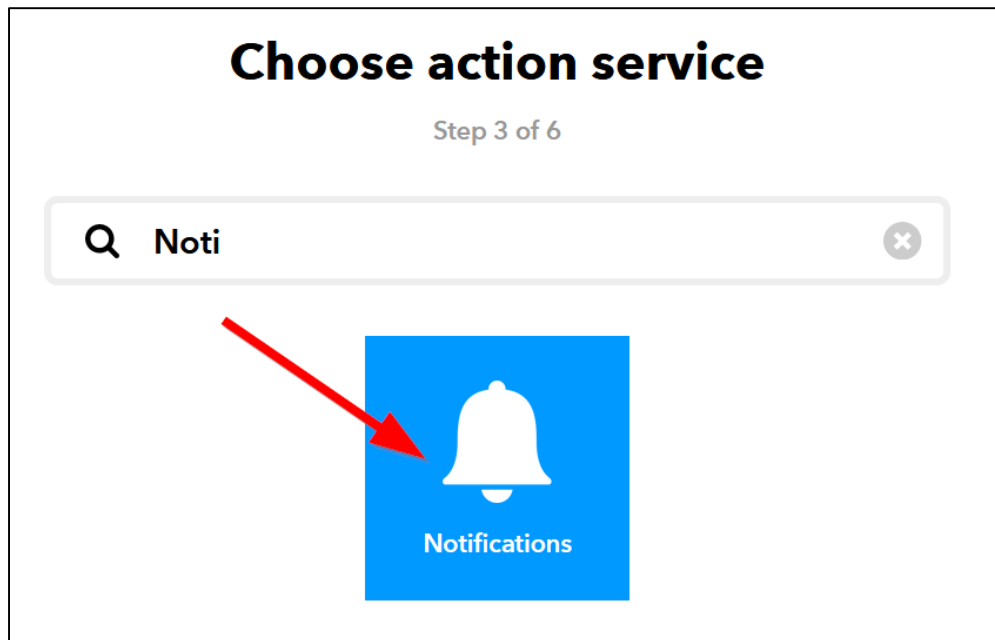 Choose action service
Step 3 of 6
Noti
Notifications